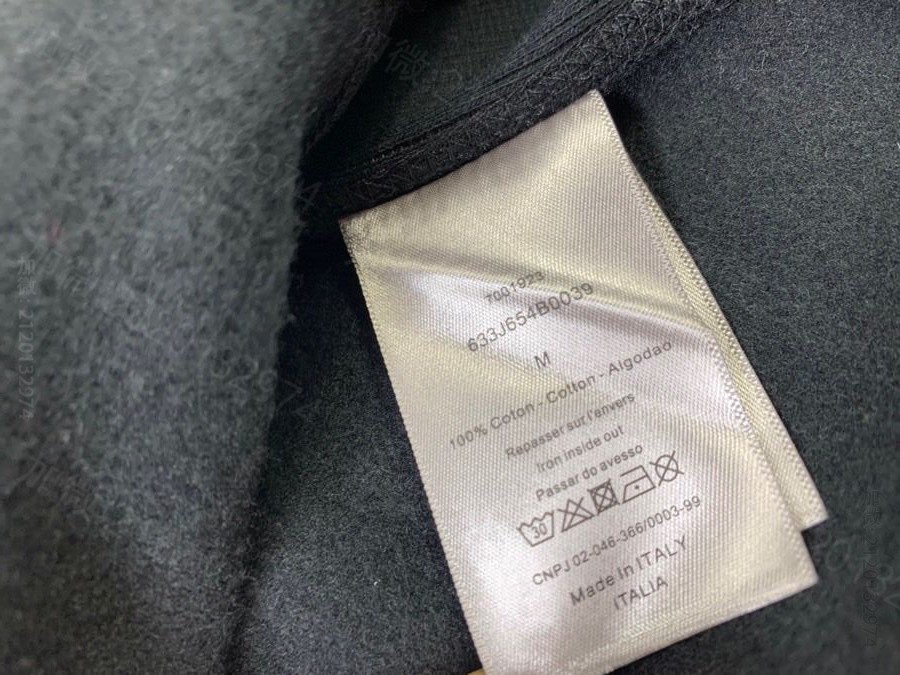 7001923
633J654B0039
M
100% Coton - Cotton - Algodao
Repasser sur l'envers
Iron inside out
Passar do avesso
30
CNPJ 02-046-366/0003-99
Made In ITALY
ITALIA